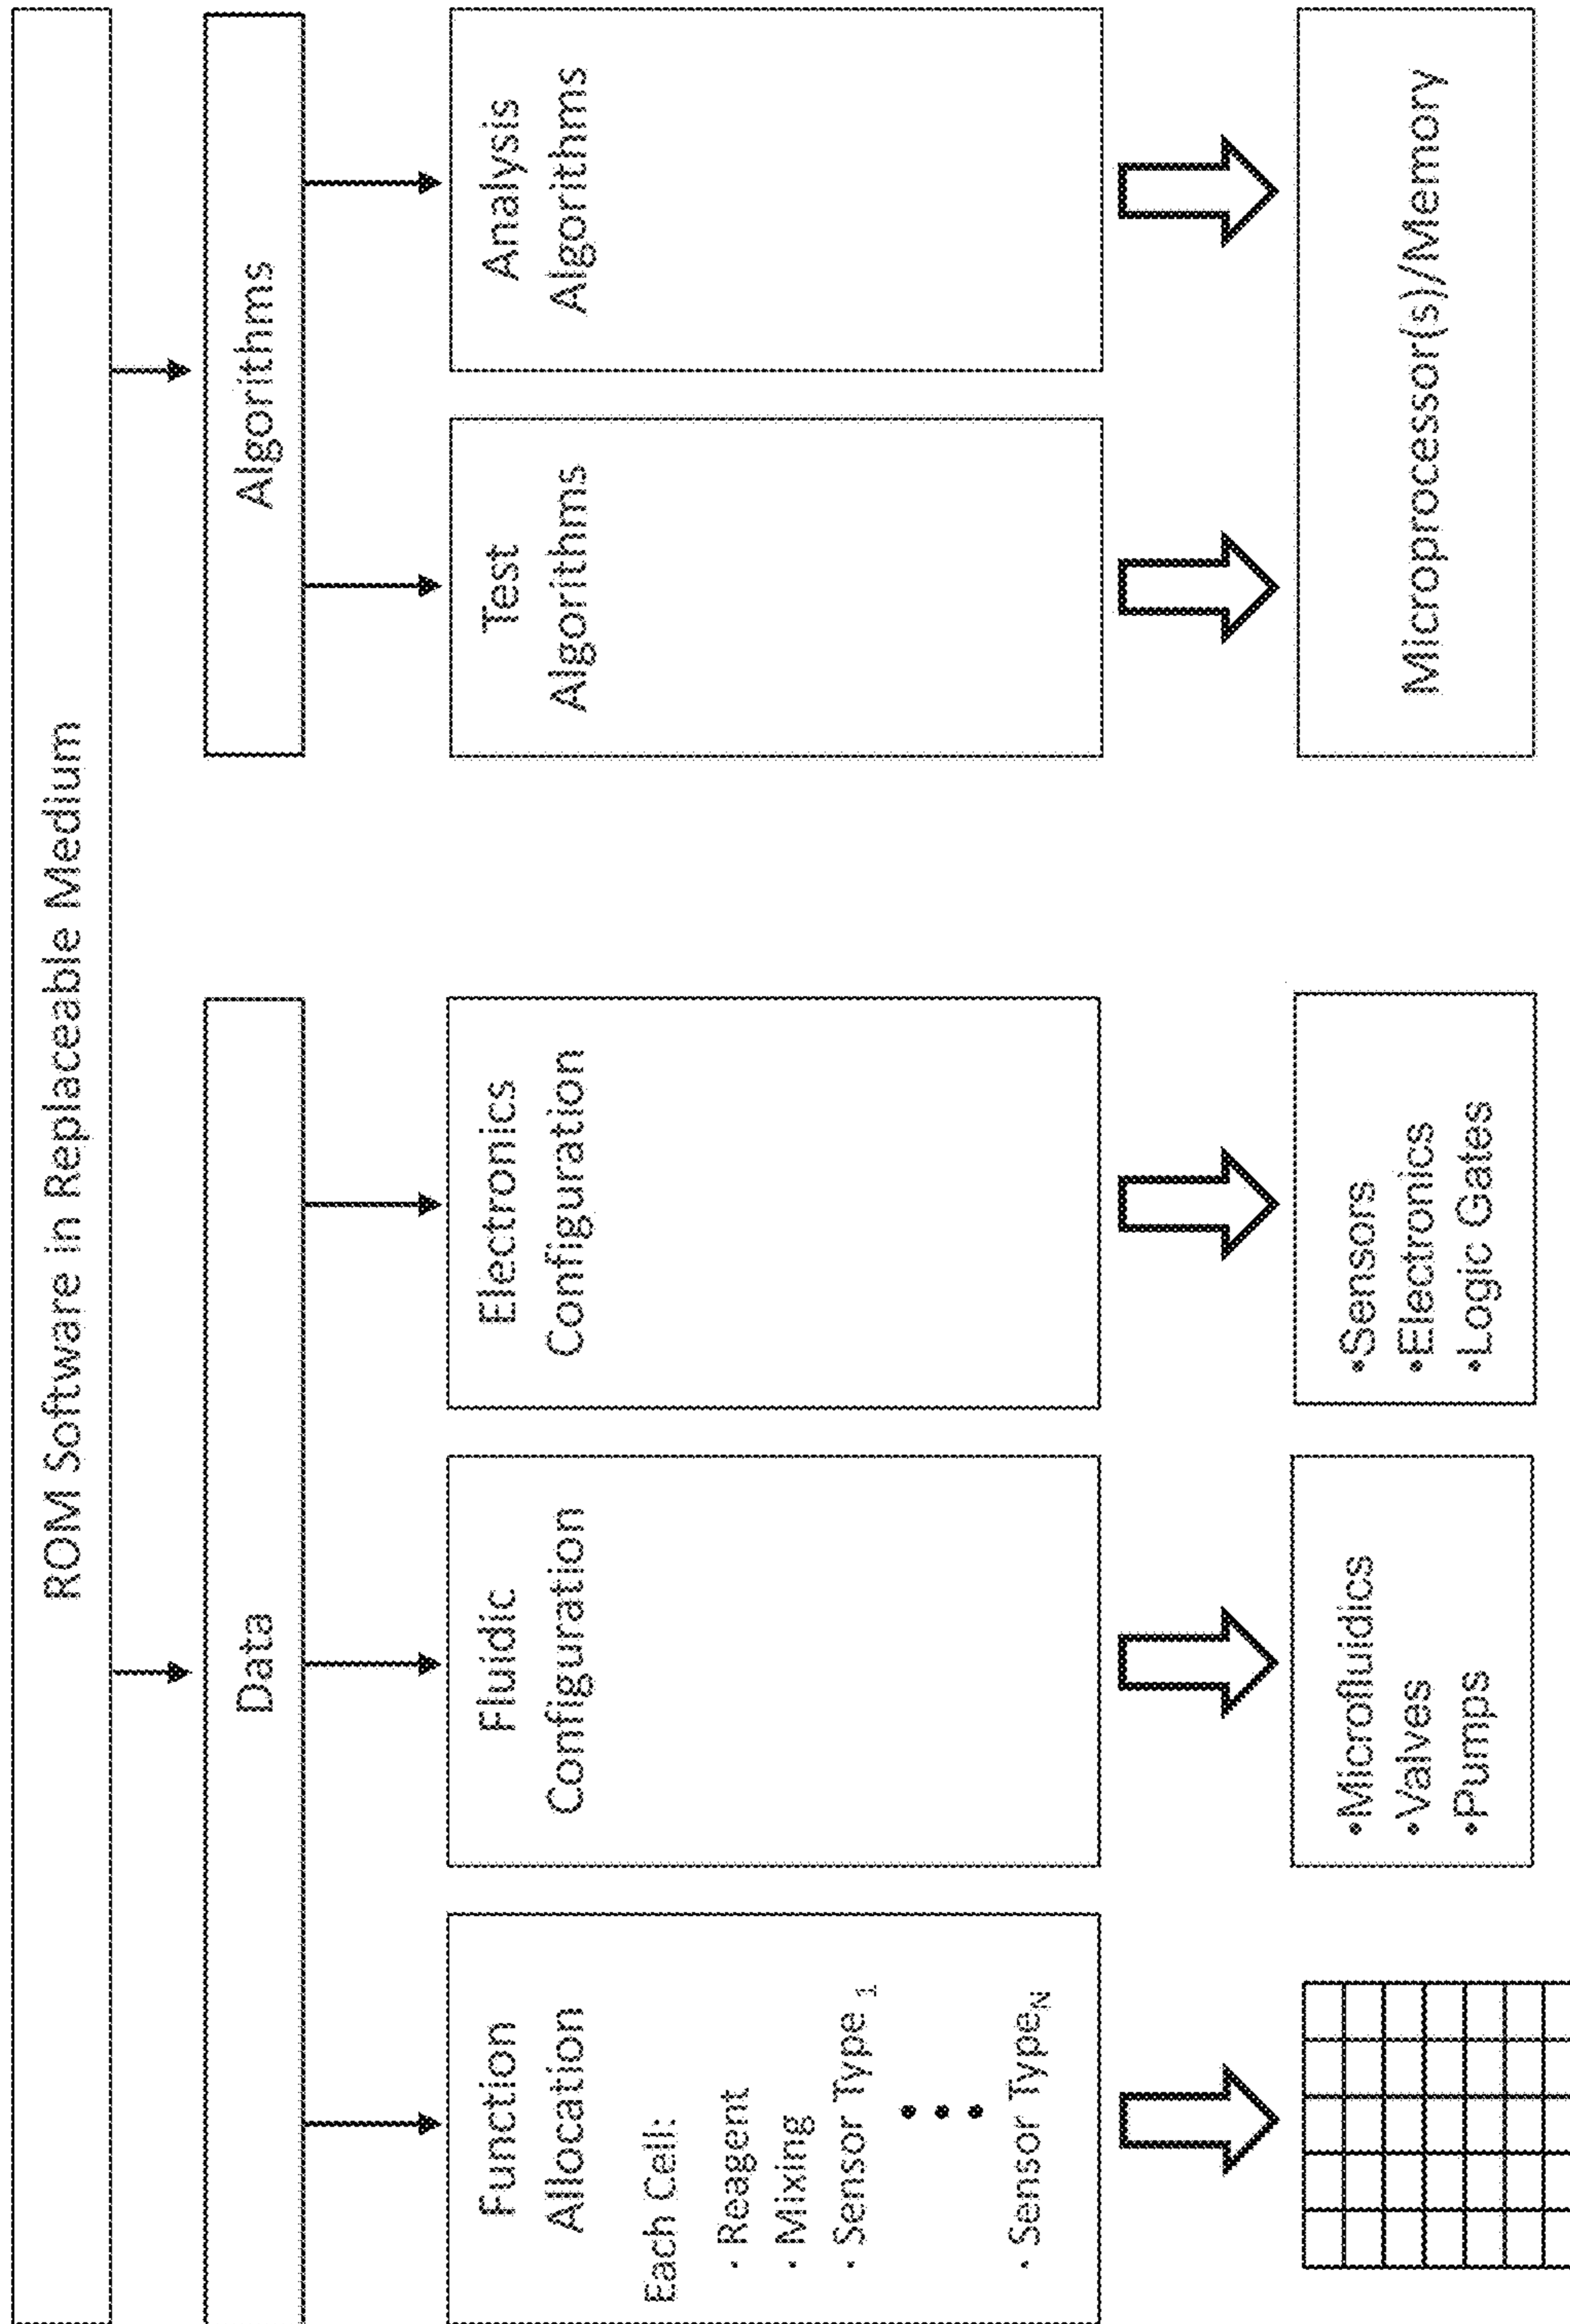 ROM Software in Replaceable Medium
Data
Algorithms
Function
Allocation
Each Cell:
· Reagent
· Mixing
· Sensor Type 1
· Sensor TypeN
Fluidic
Configuration
Electronics
Configuration
Test
Algorithms
Analysis
Algorithms
•Microfluidics
•Valves
•Pumps
•Sensors
•Electronics
•Logic Gates
Microprocessor(s)/Memory